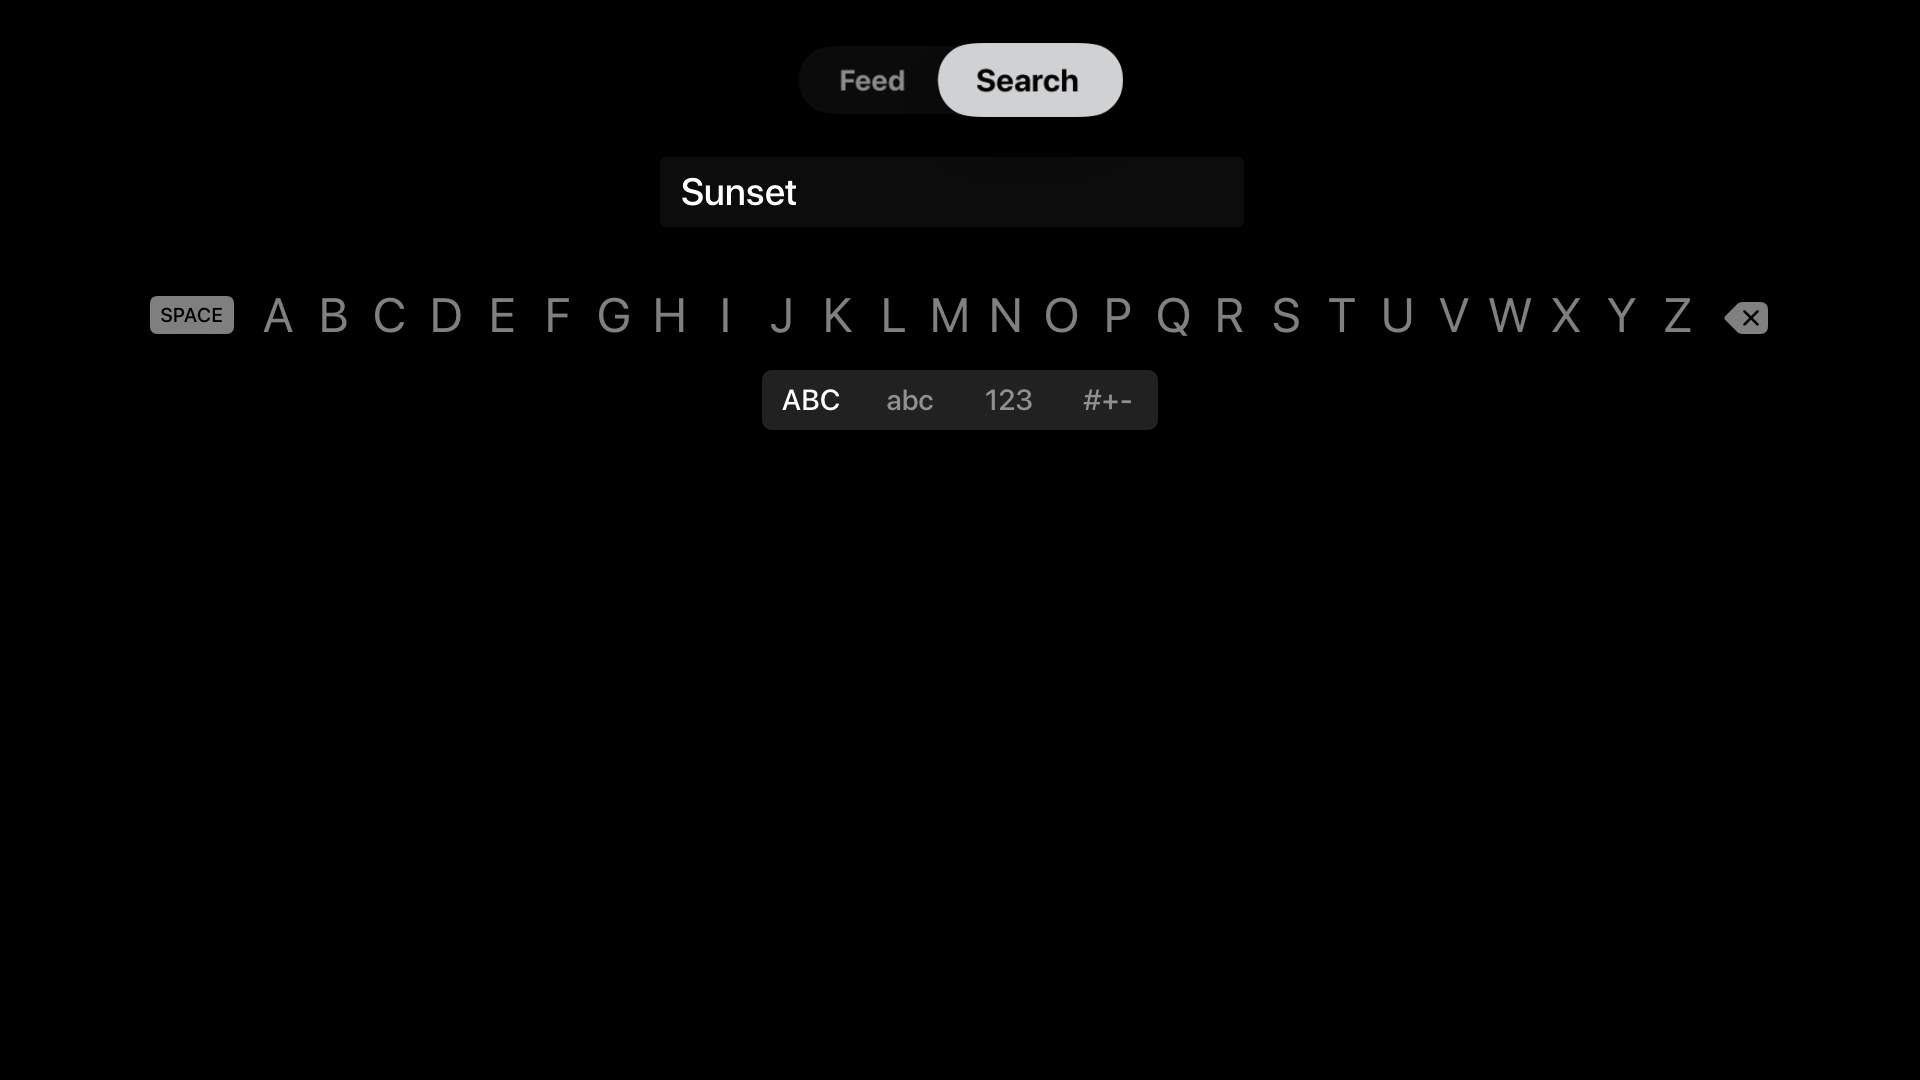 Feed Search
Sunset
SPACE A B C D E F G H I J K L M N O P Q R S T U V W X Y Z
ABC abc 123 #+-